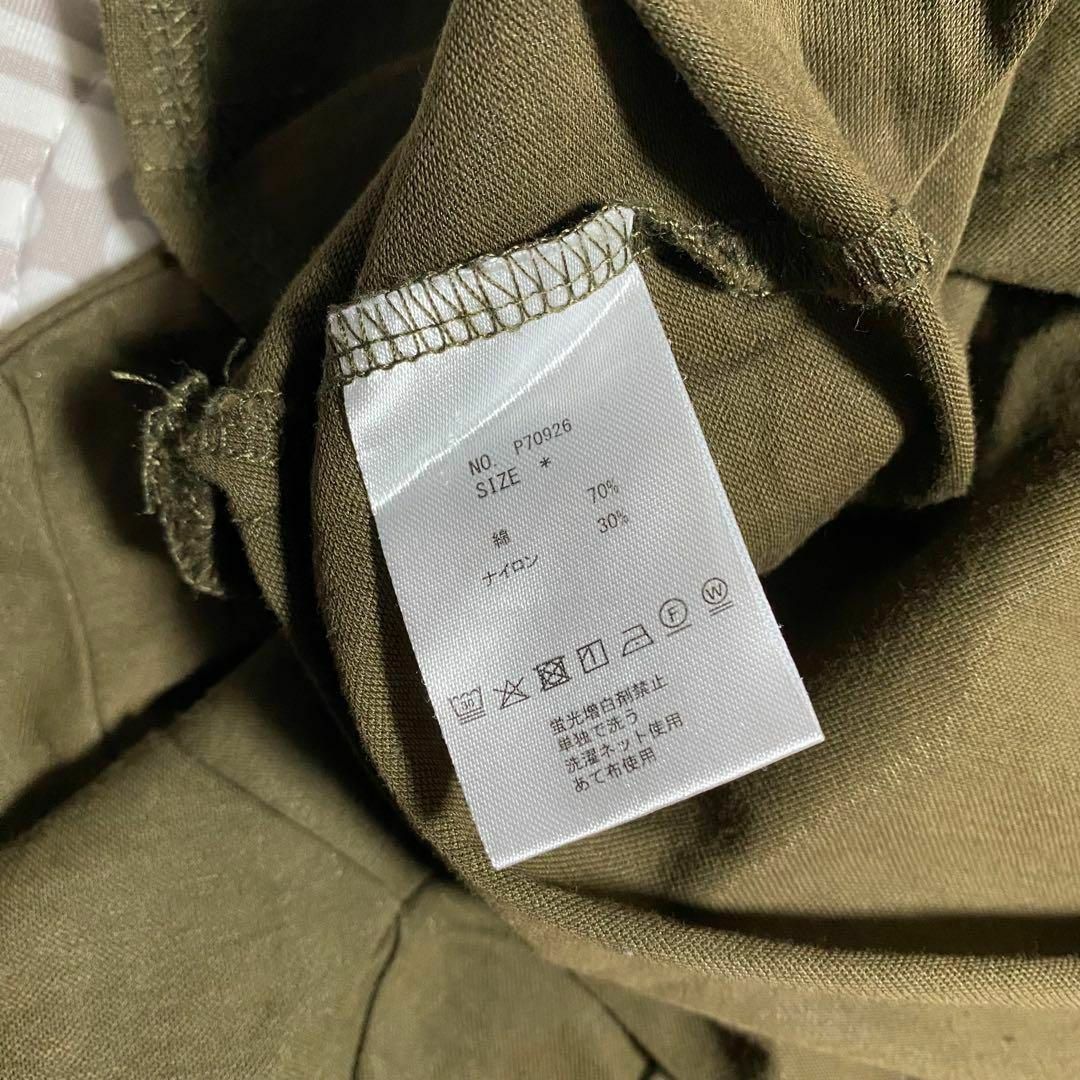 NO. P70926
SIZE *
綿 70%
ナイロン 30%
30 F W
蛍光増白剤禁止
単独で洗う
洗濯ネット使用
あて布使用